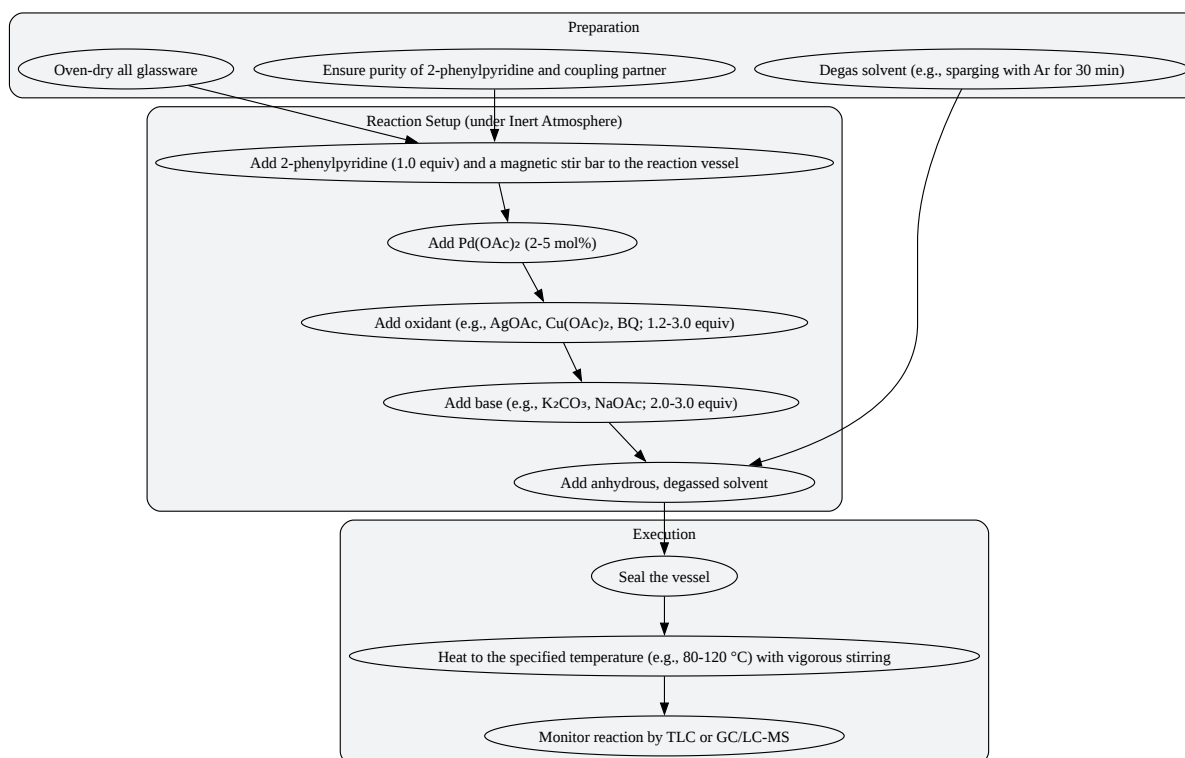 Preparation
Oven-dry all glassware
Ensure purity of 2-phenylpyridine and coupling partner
Degas solvent (e.g., sparging with Ar for 30 min)
Reaction Setup (under Inert Atmosphere)
Add 2-phenylpyridine (1.0 equiv) and a magnetic stir bar to the reaction vessel
Add Pd(OAc)₂ (2-5 mol%)
Add oxidant (e.g., AgOAc, Cu(OAc)₂, BQ; 1.2-3.0 equiv)
Add base (e.g., K₂CO₃, NaOAc; 2.0-3.0 equiv)
Add anhydrous, degassed solvent
Execution
Seal the vessel
Heat to the specified temperature (e.g., 80-120 °C) with vigorous stirring
Monitor reaction by TLC or GC/LC-MS